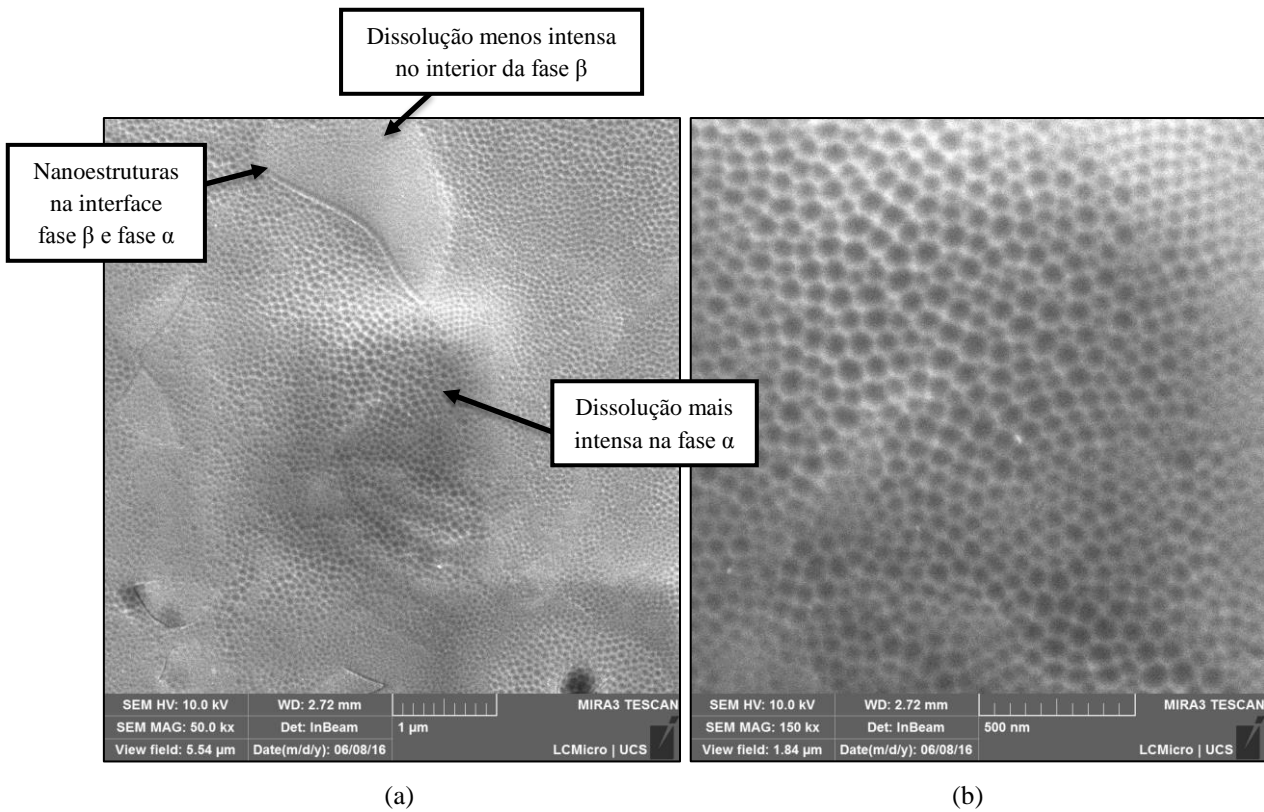 Dissolução menos intensa
no interior da fase β
Nanoestruturas
na interface
fase β e fase α
Dissolução mais
intensa na fase α
SEM HV: 10.0 kV
WD: 2.72 mm
MIRA3 TESCAN
SEM MAG: 50.0 kx
Det: InBeam
1 µm
View field: 5.54 µm
Date(m/d/y): 06/08/16
LCMicro | UCS
SEM HV: 10.0 kV
WD: 2.72 mm
MIRA3 TESCAN
SEM MAG: 150 kx
Det: InBeam
500 nm
View field: 1.84 µm
Date(m/d/y): 06/08/16
LCMicro | UCS
(a)
(b)